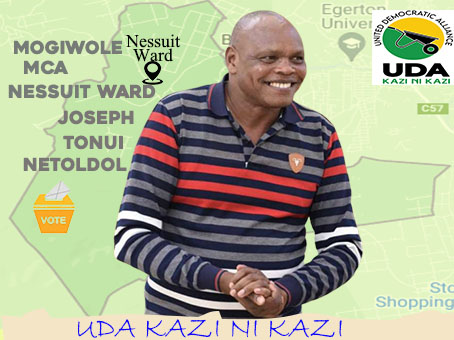 MOGIWOLE
MCA
NESSUIT WARD
JOSEPH
TONUI
NETOLDOL
Nessuit
Ward
VOTE
Egerton
Univer
UNITED DEMOCRATIC ALLIANCE
UDA
KAZI NI KAZI
C57
Sto
Shopping
UDA KAZI NI KAZI